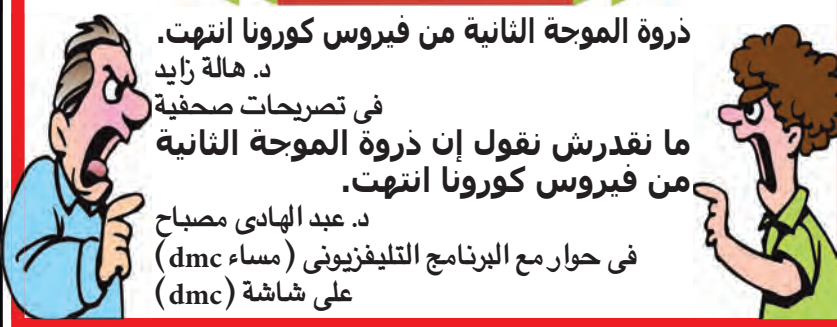 ذروة الموجة الثانية من فيروس كورونا انتهت.
د. هالة زايد
فى تصريحات صحفية
ما نقدرش نقول إن ذروة الموجة الثانية
من فيروس كورونا انتهت.
د. عبد الهادى مصباح
فى حوار مع البرنامج التليفزيونى (مساء dmc)
على شاشة (dmc)